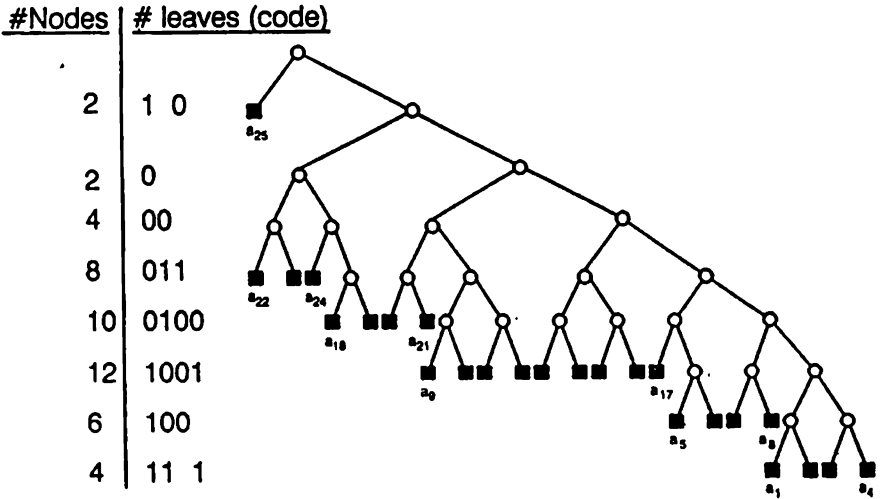 #Nodes # leaves (code)
2 1 0
a25
2 0
4 00
8 011
a22 a24
10 0100
a18 a21
12 1001
a9 a17
6 100
a5 a8
4 11 1
a1 a4